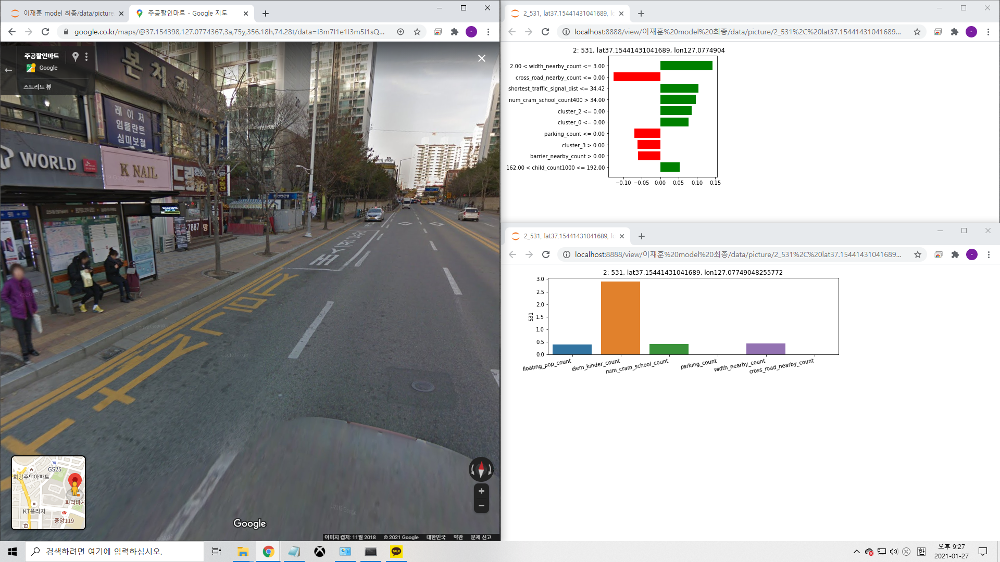 이재훈 model 최종/data/picture
주공할인마트 - Google 지도
google.co.kr/maps/@37.154398,127.0774367,3a,75y,356.18h,74.28t/data=!3m7!1e1!3m5!1sQ...
주공할인마트
Google
스트리트 뷰
본치과
레이저
임플란트
심미보철
WORLD
K NAIL
드림
신한은행
-7887
땅
버스
택시
정류소
GS25
희망주택아파트
파리바게
KT플라자
중앙119
Google
이미지 캡처: 11월 2018 © 2021 Google 대한민국 약관 문제 신고
2_531, lat37.15441431041689, l
localhost:8888/view/이재훈%20model%20최종/data/picture/2_531%2C%20lat37.15441431041689...
2: 531, lat37.15441431041689, lon127.0774904
2.00 < width_nearby_count <= 3.00
cross_road_nearby_count <= 0.00
shortest_traffic_signal_dist <= 34.42
num_cram_school_count400 > 34.00
cluster_2 <= 0.00
cluster_0 <= 0.00
parking_count <= 0.00
cluster_3 > 0.00
barrier_nearby_count > 0.00
162.00 < child_count1000 <= 192.00
−0.10 −0.05 0.00 0.05 0.10 0.15
2_531, lat37.15441431041689, l
localhost:8888/view/이재훈%20model%20최종/data/picture/2_531%2C%20lat37.15441431041689...
2: 531, lat37.15441431041689, lon127.07749048255772
3.0
2.5
2.0
1.5
1.0
0.5
0.0
531
floating_pop_count
elem_kinder_count
num_cram_school_count
parking_count
width_nearby_count
cross_road_nearby_count
검색하려면 여기에 입력하십시오.
TALK
한
오후 9:27
2021-01-27